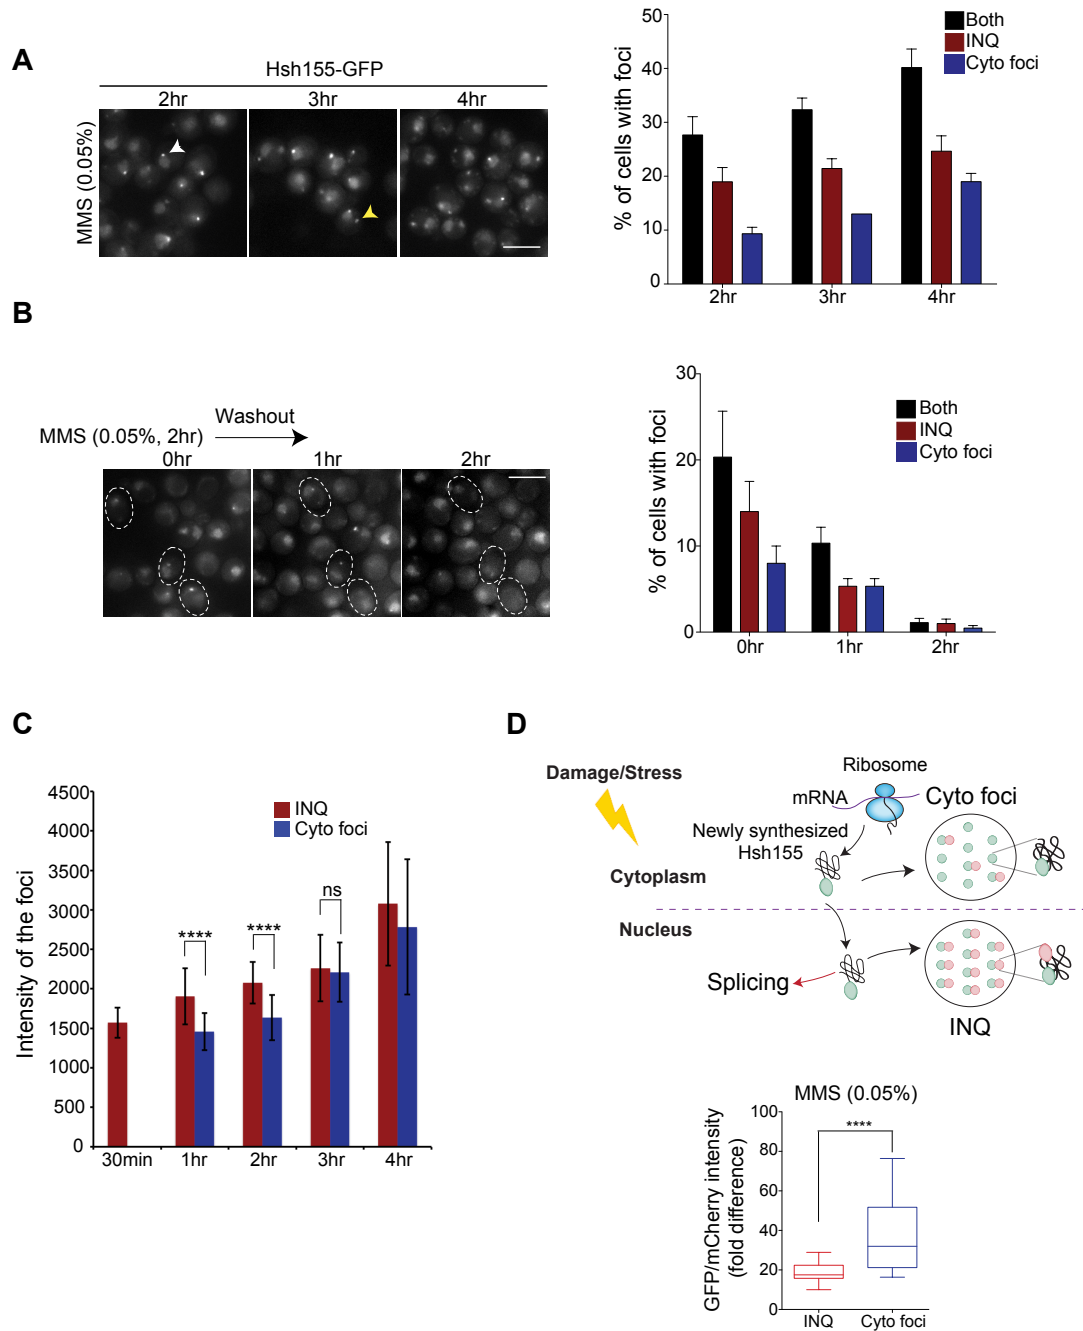 A
Hsh155-GFP
2hr 3hr 4hr
MMS (0.05%)
% of cells with foci
50
40
30
20
10
0
Both
INQ
Cyto foci
2hr 3hr 4hr
B
MMS (0.05%, 2hr)
Washout
0hr 1hr 2hr
% of cells with foci
30
20
10
0
Both
INQ
Cyto foci
0hr 1hr 2hr
C
Intensity of the foci
4500
4000
3500
3000
2500
2000
1500
1000
500
0
INQ
Cyto foci
**** **** ns
30min 1hr 2hr 3hr 4hr
D
Damage/Stress
Ribosome
mRNA
Cyto foci
Newly synthesized
Hsh155
Cytoplasm
Nucleus
Splicing
INQ
MMS (0.05%)
GFP/mCherry intensity
(fold difference)
100
80
60
40
20
0
****
INQ Cyto foci